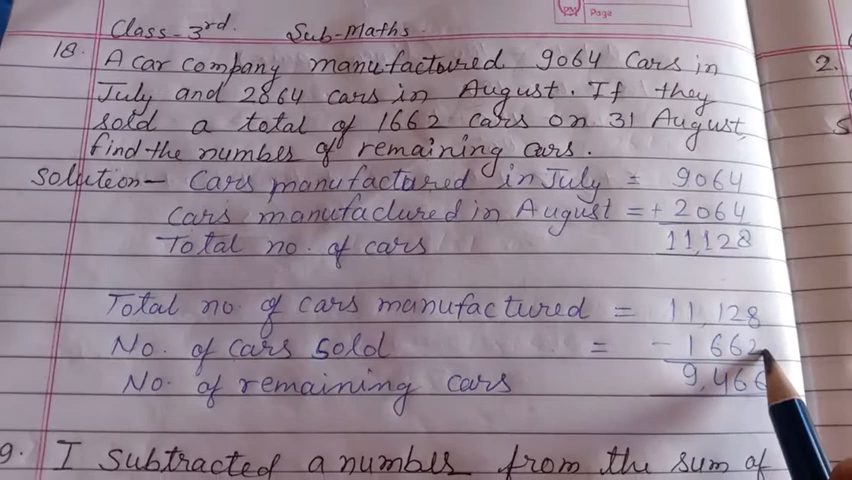 Page
Class-3rd. Sub-Maths.
18. A car company manufactured 9064 Cars in
2.
July and 2864 cars in August. If they
sold a total of 1662 cars on 31 August,
5
find the number of remaining cars.
Solution- Cars manufactured in July = 9064
Cars manufactured in August = + 2064
Total no. of cars 11,128
Total no. of cars manufactured = 11,128
No. of cars sold = - 1662
No. of remaining cars 9,466
9. I subtracted a number from the sum of